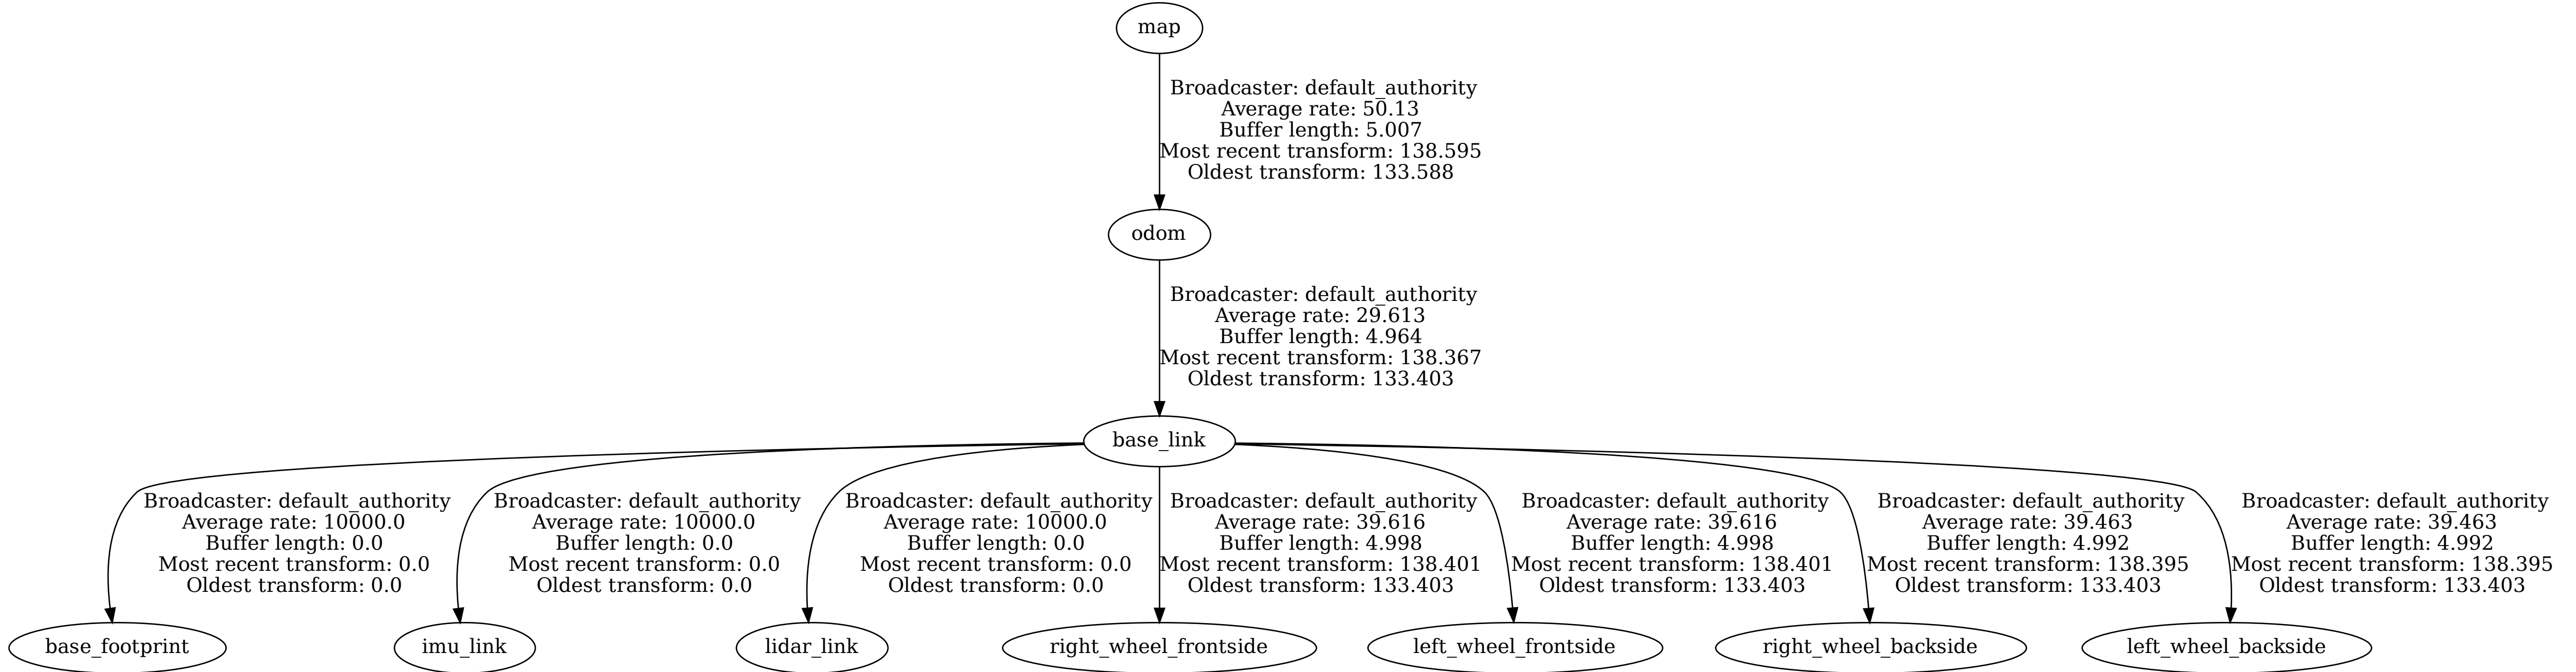 map
Broadcaster: default_authority
Average rate: 50.13
Buffer length: 5.007
Most recent transform: 138.595
Oldest transform: 133.588
odom
Broadcaster: default_authority
Average rate: 29.613
Buffer length: 4.964
Most recent transform: 138.367
Oldest transform: 133.403
base_link
Broadcaster: default_authority
Average rate: 10000.0
Buffer length: 0.0
Most recent transform: 0.0
Oldest transform: 0.0
Broadcaster: default_authority
Average rate: 10000.0
Buffer length: 0.0
Most recent transform: 0.0
Oldest transform: 0.0
Broadcaster: default_authority
Average rate: 10000.0
Buffer length: 0.0
Most recent transform: 0.0
Oldest transform: 0.0
Broadcaster: default_authority
Average rate: 39.616
Buffer length: 4.998
Most recent transform: 138.401
Oldest transform: 133.403
Broadcaster: default_authority
Average rate: 39.616
Buffer length: 4.998
Most recent transform: 138.401
Oldest transform: 133.403
Broadcaster: default_authority
Average rate: 39.463
Buffer length: 4.992
Most recent transform: 138.395
Oldest transform: 133.403
Broadcaster: default_authority
Average rate: 39.463
Buffer length: 4.992
Most recent transform: 138.395
Oldest transform: 133.403
base_footprint
imu_link
lidar_link
right_wheel_frontside
left_wheel_frontside
right_wheel_backside
left_wheel_backside